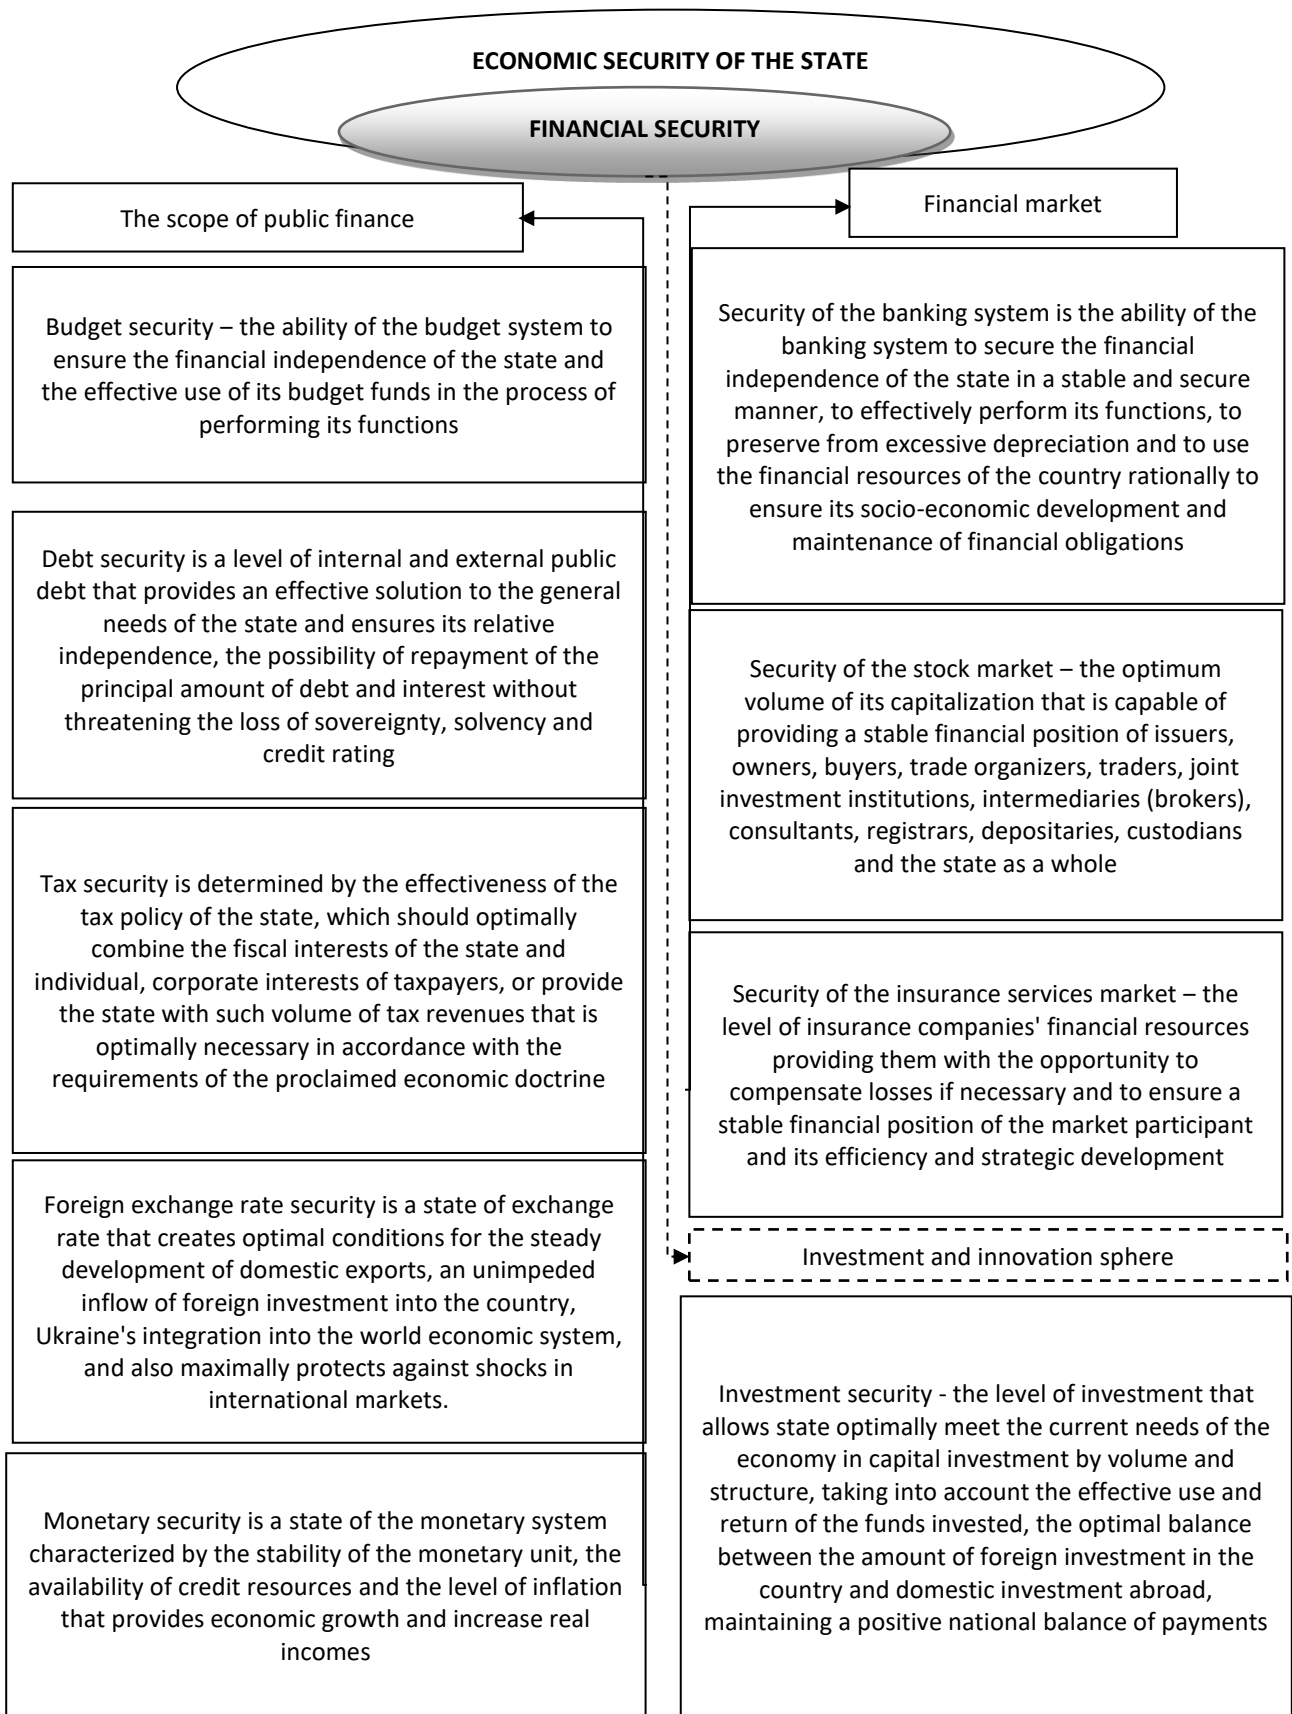 ECONOMIC SECURITY OF THE STATE
FINANCIAL SECURITY
The scope of public finance
Budget security – the ability of the budget system to
ensure the financial independence of the state and
the effective use of its budget funds in the process of
performing its functions
Debt security is a level of internal and external public
debt that provides an effective solution to the general
needs of the state and ensures its relative
independence, the possibility of repayment of the
principal amount of debt and interest without
threatening the loss of sovereignty, solvency and
credit rating
Tax security is determined by the effectiveness of the
tax policy of the state, which should optimally
combine the fiscal interests of the state and
individual, corporate interests of taxpayers, or provide
the state with such volume of tax revenues that is
optimally necessary in accordance with the
requirements of the proclaimed economic doctrine
Foreign exchange rate security is a state of exchange
rate that creates optimal conditions for the steady
development of domestic exports, an unimpeded
inflow of foreign investment into the country,
Ukraine's integration into the world economic system,
and also maximally protects against shocks in
international markets.
Monetary security is a state of the monetary system
characterized by the stability of the monetary unit, the
availability of credit resources and the level of inflation
that provides economic growth and increase real
incomes
Financial market
Security of the banking system is the ability of the
banking system to secure the financial
independence of the state in a stable and secure
manner, to effectively perform its functions, to
preserve from excessive depreciation and to use
the financial resources of the country rationally to
ensure its socio-economic development and
maintenance of financial obligations
Security of the stock market – the optimum
volume of its capitalization that is capable of
providing a stable financial position of issuers,
owners, buyers, trade organizers, traders, joint
investment institutions, intermediaries (brokers),
consultants, registrars, depositaries, custodians
and the state as a whole
Security of the insurance services market – the
level of insurance companies' financial resources
providing them with the opportunity to
compensate losses if necessary and to ensure a
stable financial position of the market participant
and its efficiency and strategic development
Investment and innovation sphere
Investment security - the level of investment that
allows state optimally meet the current needs of the
economy in capital investment by volume and
structure, taking into account the effective use and
return of the funds invested, the optimal balance
between the amount of foreign investment in the
country and domestic investment abroad,
maintaining a positive national balance of payments